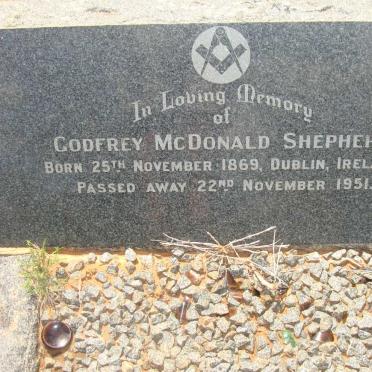 In Loving Memory
of
Godfrey McDonald Shephe
Born 25TH November 1869, Dublin, Irel
Passed away 22ND November 1951.